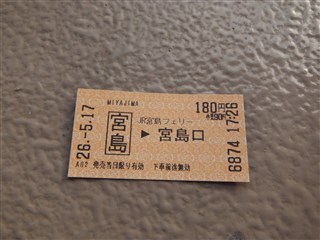 MIYAJIMA
180円
宮島
JR宮島フェリー
▶ 宮島口
26.-5.17
6874 17:26
発売当日限り有効 下車前途無効